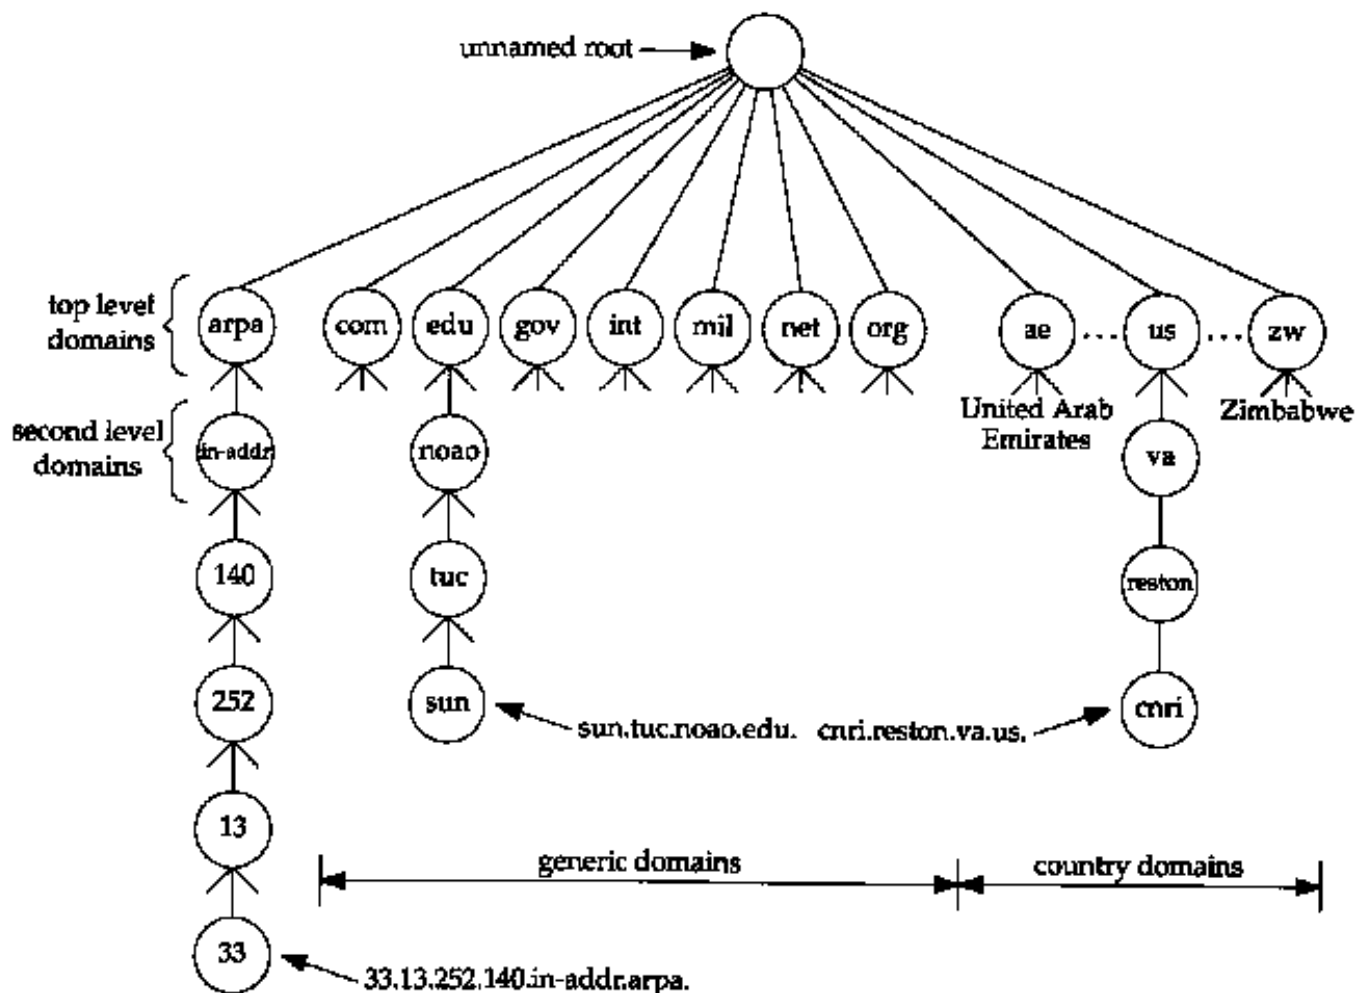 unnamed root
top level
domains
arpa
com
edu
gov
int
mil
net
org
ae
...
us
...
zw
United Arab
Emirates
Zimbabwe
second level
domains
in-addr
noao
va
140
tuc
reston
252
sun
cnri
sun.tuc.noao.edu.
cnri.reston.va.us.
13
generic domains
country domains
33
33.13.252.140.in-addr.arpa.